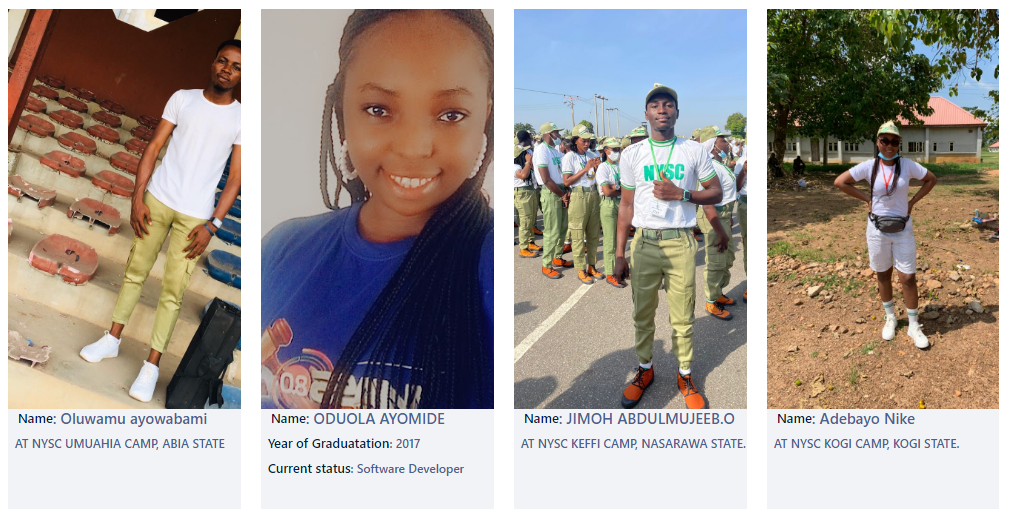 NYSC
08
Name: Oluwamu ayowabami
AT NYSC UMUAHIA CAMP, ABIA STATE
Name: ODUOLA AYOMIDE
Year of Graduatation: 2017
Current status: Software Developer
Name: JIMOH ABDULMUJEEB.O
AT NYSC KEFFI CAMP, NASARAWA STATE.
Name: Adebayo Nike
AT NYSC KOGI CAMP, KOGI STATE.